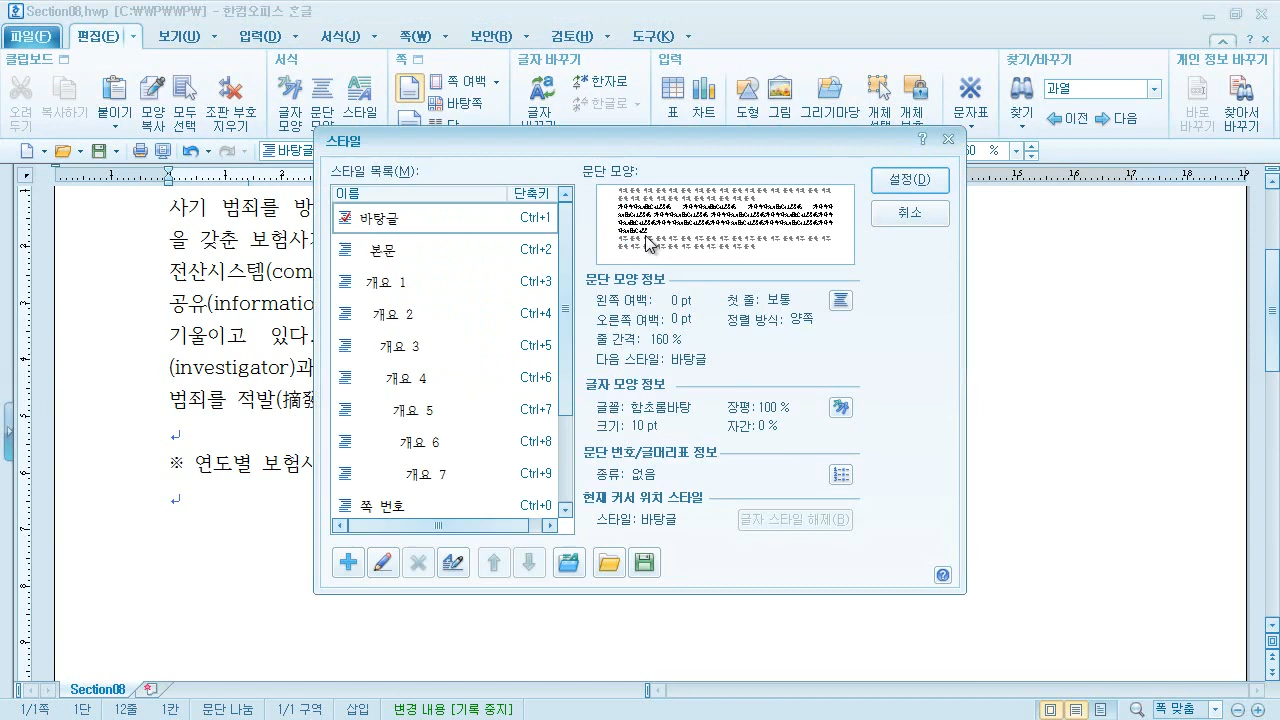 Section08.hwp [C:\WWPWWPW] - 한컴오피스 혼글
파일(F) 편집(E) 보기(U) 입력(D) 서식(J) 쪽(W) 보안(R) 검토(H) 도구(K)
클립보드 서식 쪽 글자 바꾸기 입력 찾기/바꾸기 개인 정보 바꾸기
오려 두기 복사하기 붙이기 모양 복사 모두 선택 조판 부호 지우기
글자 모양 문단 모양 스타일
쪽 여백
바탕쪽
단
글자 바꾸기
한자로
한글로
표 차트 도형 그림 그리기마당 개체 선택 개체 보호 문자표
찾기 과열
이전 다음
바로 바꾸기 찾아서 바꾸기
바탕글
%
사기 범죄를 방
을 갖춘 보험사
전산시스템(com
공유(informatio
기울이고 있다.
(investigator)과
범죄를 적발(摘發
※ 연도별 보험사
스타일
스타일 목록(M):
이름 단축키
바탕글 Ctrl+1
본문 Ctrl+2
개요 1 Ctrl+3
개요 2 Ctrl+4
개요 3 Ctrl+5
개요 4 Ctrl+6
개요 5 Ctrl+7
개요 6 Ctrl+8
개요 7 Ctrl+9
쪽 번호 Ctrl+0
문단 모양:
설정(D)
취소
문단 모양 정보
왼쪽 여백: 0 pt 첫 줄: 보통
오른쪽 여백: 0 pt 정렬 방식: 양쪽
줄 간격: 160 %
다음 스타일: 바탕글
글자 모양 정보
글꼴: 함초롬바탕 장평: 100 %
크기: 10 pt 자간: 0 %
문단 번호/글머리표 정보
종류: 없음
현재 커서 위치 스타일
스타일: 바탕글 글자 스타일 해제(B)
Section08
1/1쪽 1단 12줄 1칸 문단 나눔 1/1 구역 삽입 변경 내용 [기록 중지] 폭 맞춤